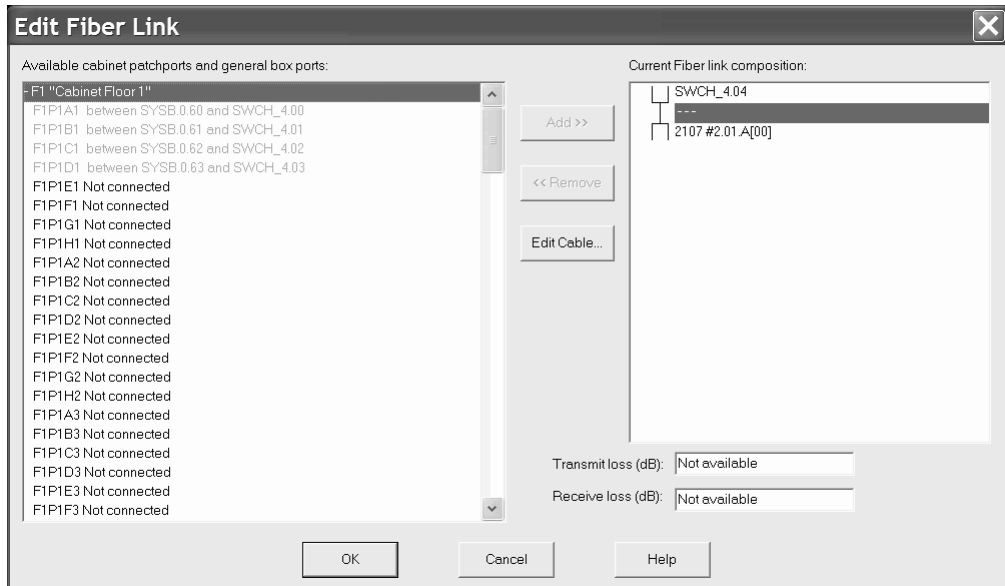 Edit Fiber Link
Available cabinet patchports and general box ports:
- F1 "Cabinet Floor 1"
F1P1A1 between SYSB.0.60 and SWCH_4.00
F1P1B1 between SYSB.0.61 and SWCH_4.01
F1P1C1 between SYSB.0.62 and SWCH_4.02
F1P1D1 between SYSB.0.63 and SWCH_4.03
F1P1E1 Not connected
F1P1F1 Not connected
F1P1G1 Not connected
F1P1H1 Not connected
F1P1A2 Not connected
F1P1B2 Not connected
F1P1C2 Not connected
F1P1D2 Not connected
F1P1E2 Not connected
F1P1F2 Not connected
F1P1G2 Not connected
F1P1H2 Not connected
F1P1A3 Not connected
F1P1B3 Not connected
F1P1C3 Not connected
F1P1D3 Not connected
F1P1E3 Not connected
F1P1F3 Not connected
Add >>
<< Remove
Edit Cable...
Current Fiber link composition:
SWCH_4.04
---
2107 #2.01.A[00]
Transmit loss (dB): Not available
Receive loss (dB): Not available
OK
Cancel
Help